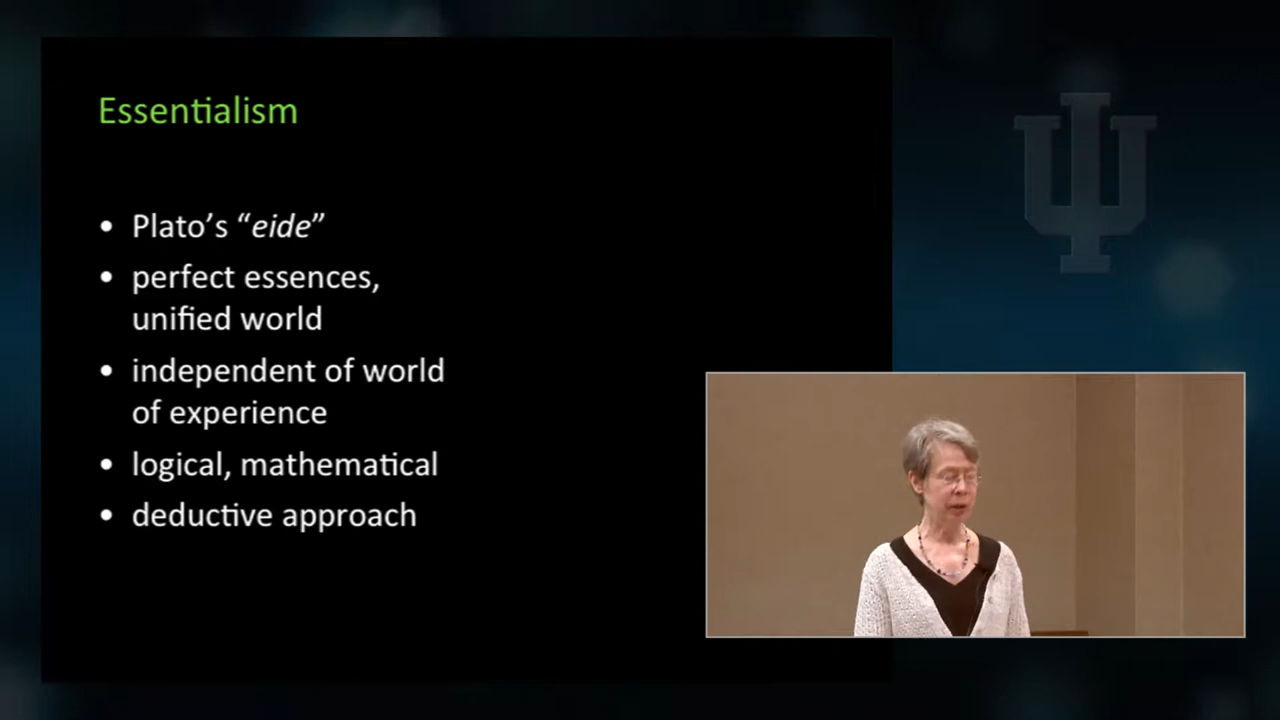 Essentialism
• Plato’s “eide”
• perfect essences,
unified world
• independent of world
of experience
• logical, mathematical
• deductive approach